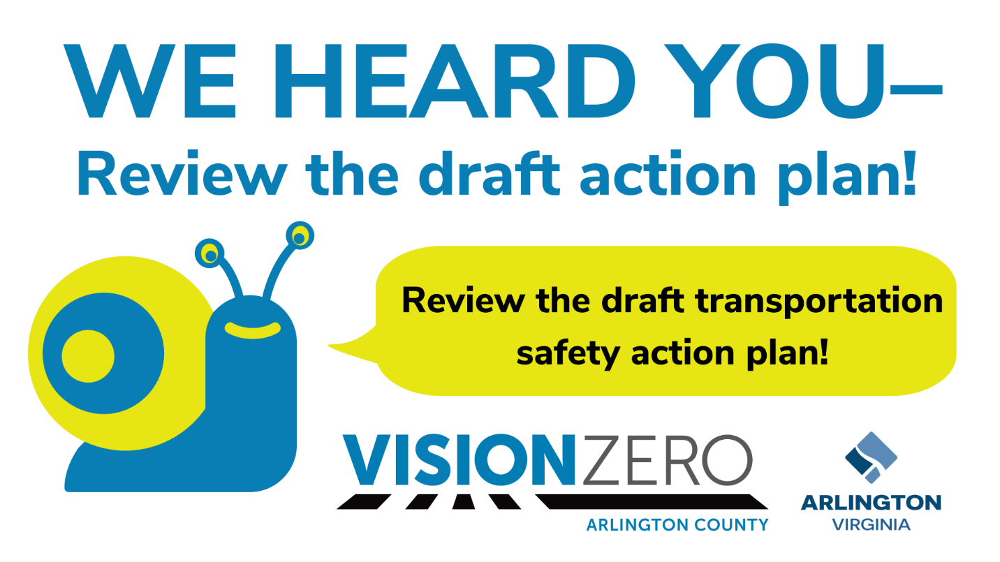 WE HEARD YOU–
Review the draft action plan!
Review the draft transportation
safety action plan!
VISIONZERO
ARLINGTON COUNTY
ARLINGTON
VIRGINIA